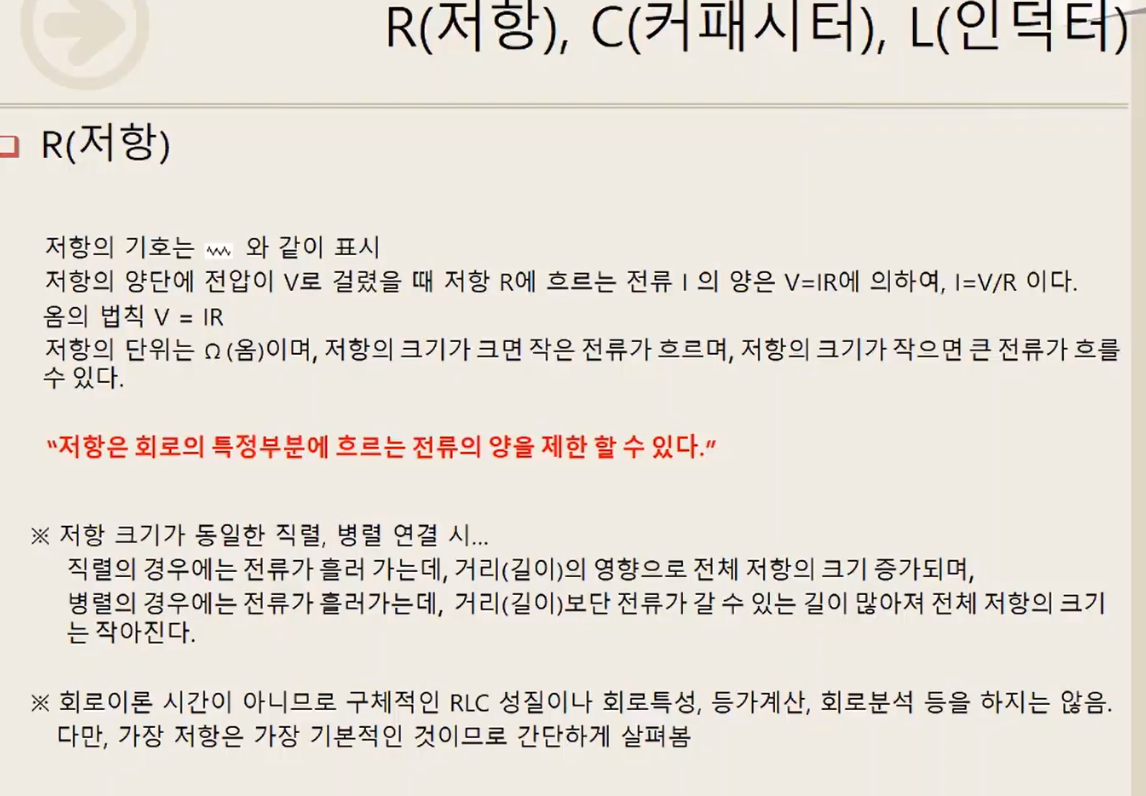 R(저항), C(커패시터), L(인덕터)
R(저항)
저항의 기호는 와 같이 표시
저항의 양단에 전압이 V로 걸렸을 때 저항 R에 흐르는 전류 I 의 양은 V=IR에 의하여, I=V/R 이다.
옴의 법칙 V = IR
저항의 단위는 Ω (옴)이며, 저항의 크기가 크면 작은 전류가 흐르며, 저항의 크기가 작으면 큰 전류가 흐를
수 있다.
“저항은 회로의 특정부분에 흐르는 전류의 양을 제한 할 수 있다.”
※ 저항 크기가 동일한 직렬, 병렬 연결 시...
직렬의 경우에는 전류가 흘러 가는데, 거리(길이)의 영향으로 전체 저항의 크기 증가되며,
병렬의 경우에는 전류가 흘러가는데, 거리(길이)보단 전류가 갈 수 있는 길이 많아져 전체 저항의 크기
는 작아진다.
※ 회로이론 시간이 아니므로 구체적인 RLC 성질이나 회로특성, 등가계산, 회로분석 등을 하지는 않음.
다만, 가장 저항은 가장 기본적인 것이므로 간단하게 살펴봄